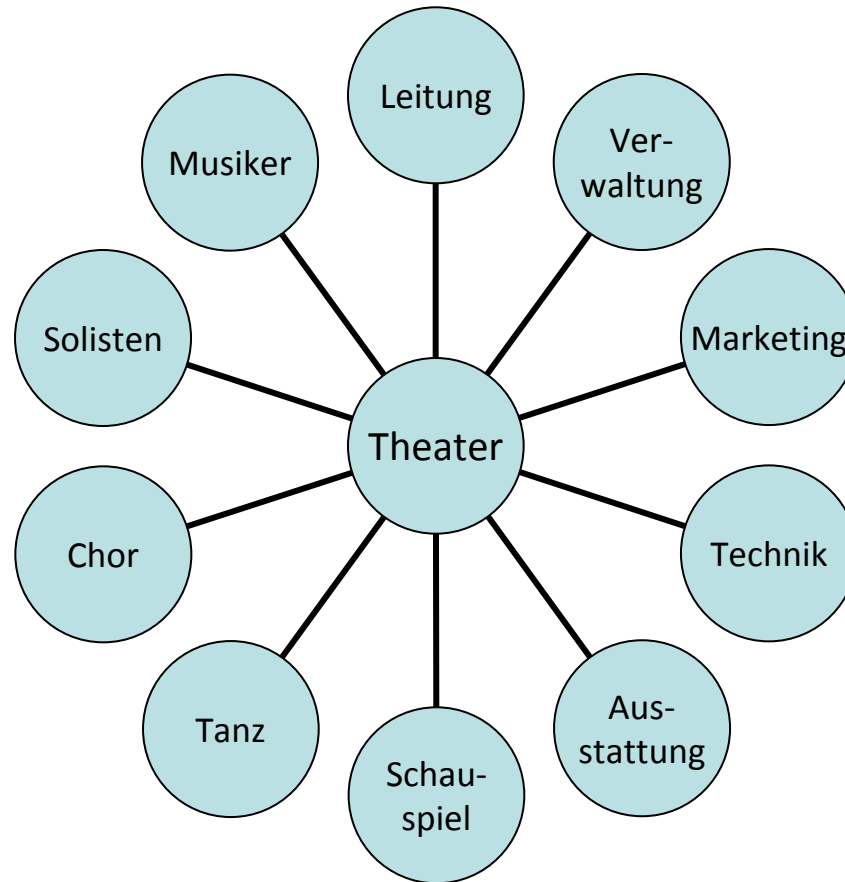 Leitung
Ver-
waltung
Musiker
Solisten
Marketing
Theater
Chor
Technik
Tanz
Aus-
stattung
Schau-
spiel